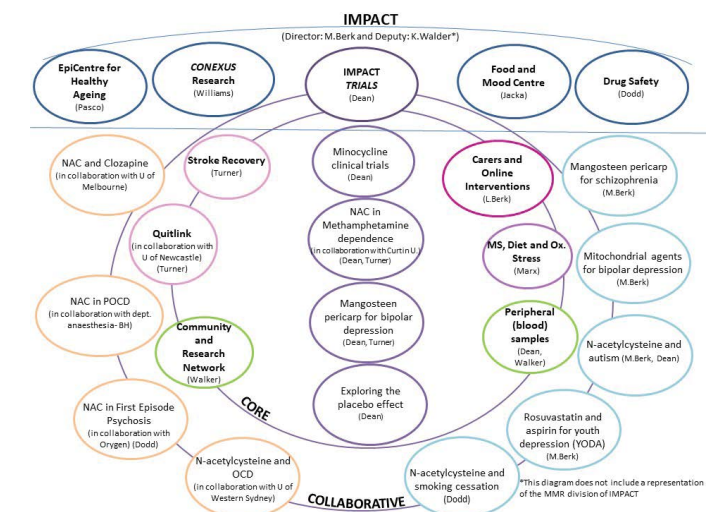 IMPACT
(Director: M.Berk and Deputy: K.Walder*)
EpiCentre for
Healthy
Ageing
(Pasco)
CONEXUS
Research
(Williams)
IMPACT
TRIALS
(Dean)
Food and
Mood Centre
(Jacka)
Drug Safety
(Dodd)
NAC and Clozapine
(in collaboration with U of
Melbourne)
Stroke Recovery
(Turner)
Minocycline
clinical trials
(Dean)
Carers and
Online
Interventions
(L.Berk)
Mangosteen pericarp
for schizophrenia
(M.Berk)
Quitlink
(in collaboration with
U of Newcastle)
(Turner)
NAC in
Methamphetamine
dependence
(in collaboration with Curtin U.)
(Dean, Turner)
MS, Diet and Ox.
Stress
(Marx)
Mitochondrial agents
for bipolar depression
(M.Berk)
NAC in POCD
(in collaboration with dept.
anaesthesia- BH)
Community
and
Research
Network
(Walker)
Mangosteen
pericarp for bipolar
depression
(Dean, Turner)
Peripheral
(blood)
samples
(Dean,
Walker)
N-acetylcysteine and
autism (M.Berk, Dean)
NAC in First Episode
Psychosis
(in collaboration with
Orygen) (Dodd)
CORE
Exploring the
placebo effect
(Dean)
Rosuvastatin and
aspirin for youth
depression (YODA)
(M.Berk)
N-acetylcysteine and
OCD
(in collaboration with U of
Western Sydney)
COLLABORATIVE
N-acetylcysteine and
smoking cessation
(Dodd)
*This diagram does not include a representation
of the MMR division of IMPACT